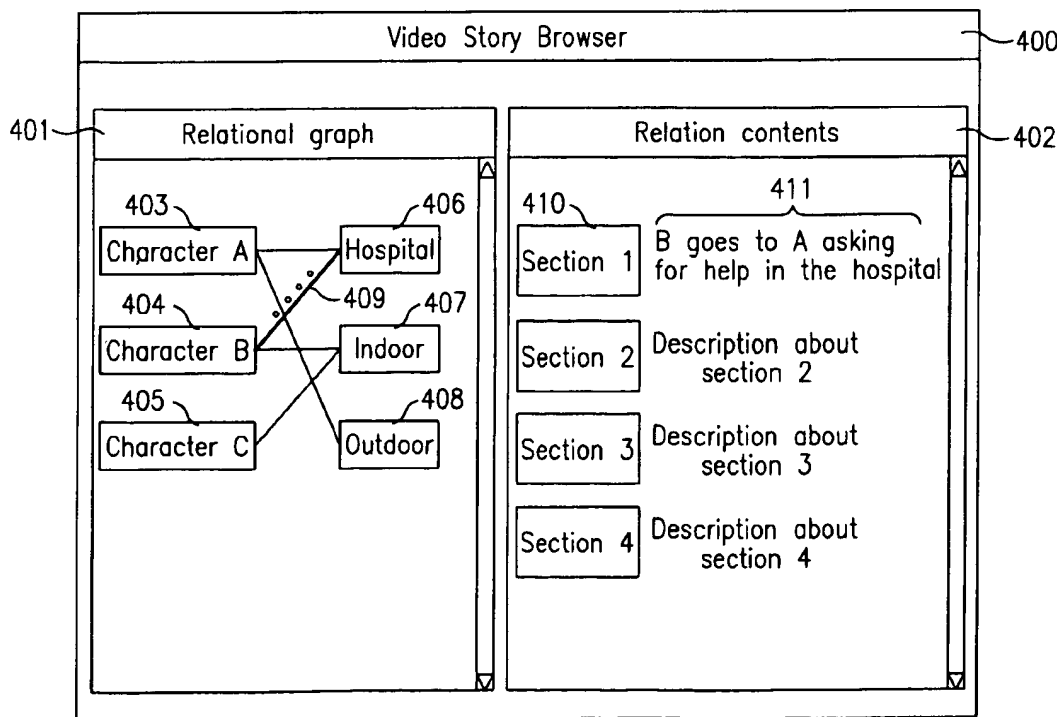 Video Story Browser
400
401
Relational graph
Relation contents
402
403
406
410
411
Character A
Hospital
Section 1
B goes to A asking
for help in the hospital
409
404
407
Character B
Indoor
Section 2
Description about
section 2
405
408
Character C
Outdoor
Section 3
Description about
section 3
Section 4
Description about
section 4